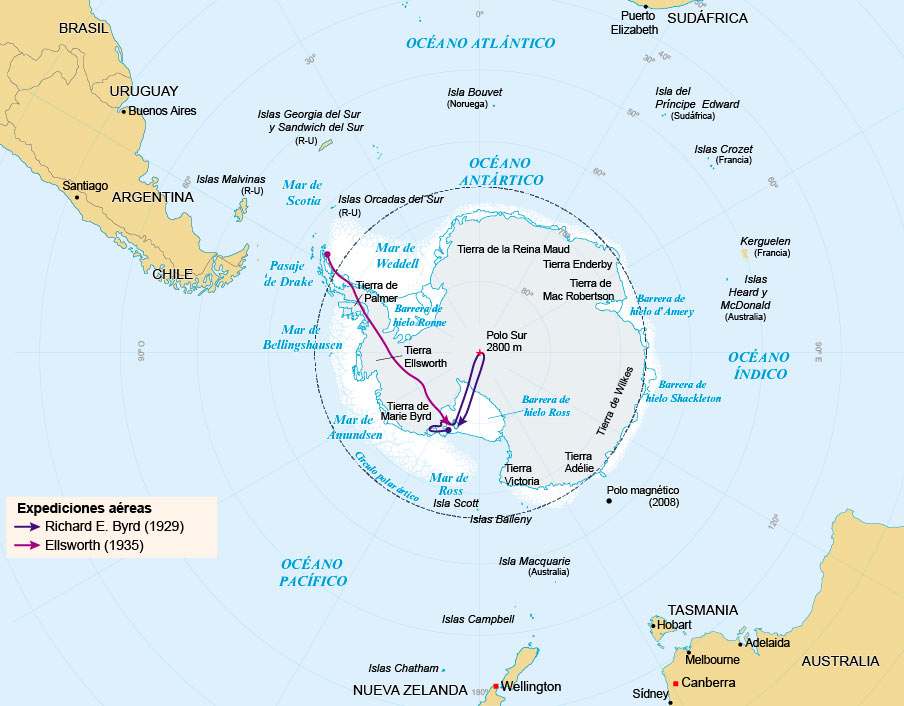 BRASIL
0°
OCÉANO ATLÁNTICO
Puerto
Elizabeth
SUDÁFRICA
30°
30°
40°
URUGUAY
Buenos Aires
Isla Bouvet
(Noruega)
Isla del
Príncipe Edward
(Sudáfrica)
50°
Islas Georgia del Sur
y Sandwich del Sur
(R-U)
Islas Crozet
(Francia)
OCÉANO
ANTÁRTICO
60°
60°
60°
Santiago
ARGENTINA
Islas Malvinas
(R-U)
Mar de
Scotia
Islas Orcadas del Sur
(R-U)
70°
Mar de
Weddell
Tierra de la Reina Maud
Tierra Enderby
Kerguelen
(Francia)
CHILE
Pasaje
de Drake
Tierra de
Palmer
Tierra de
Mac Robertson
80°
Islas
Heard y
McDonald
(Australia)
Barrera de
hielo Ronne
Barrera de
hielo d'Amery
Mar de
Bellingshausen
Polo Sur
2800 m
90° O
90° E
Tierra
Ellsworth
OCÉANO
ÍNDICO
Tierra de Wilkes
Barrera de
hielo Shackleton
Tierra de
Marie Byrd
Barrera de
hielo Ross
Mar de
Amundsen
Círculo polar ártico
Tierra
Adélie
Tierra
Victoria
Mar de
Ross
Isla Scott
Polo magnético
(2008)
Islas Balleny
120°
Expediciones aéreas
Richard E. Byrd (1929)
Ellsworth (1935)
OCÉANO
PACÍFICO
Isla Macquarie
(Australia)
Islas Campbell
TASMANIA
Hobart
Adelaida
Melbourne
AUSTRALIA
Islas Chatham
NUEVA ZELANDA
180°
Wellington
Canberra
Sídney